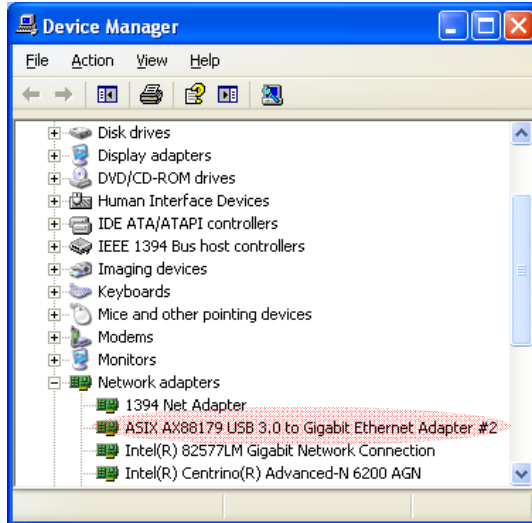 Device Manager
File Action View Help
Disk drives
Display adapters
DVD/CD-ROM drives
Human Interface Devices
IDE ATA/ATAPI controllers
IEEE 1394 Bus host controllers
Imaging devices
Keyboards
Mice and other pointing devices
Modems
Monitors
Network adapters
1394 Net Adapter
ASIX AX88179 USB 3.0 to Gigabit Ethernet Adapter #2
Intel(R) 82577LM Gigabit Network Connection
Intel(R) Centrino(R) Advanced-N 6200 AGN